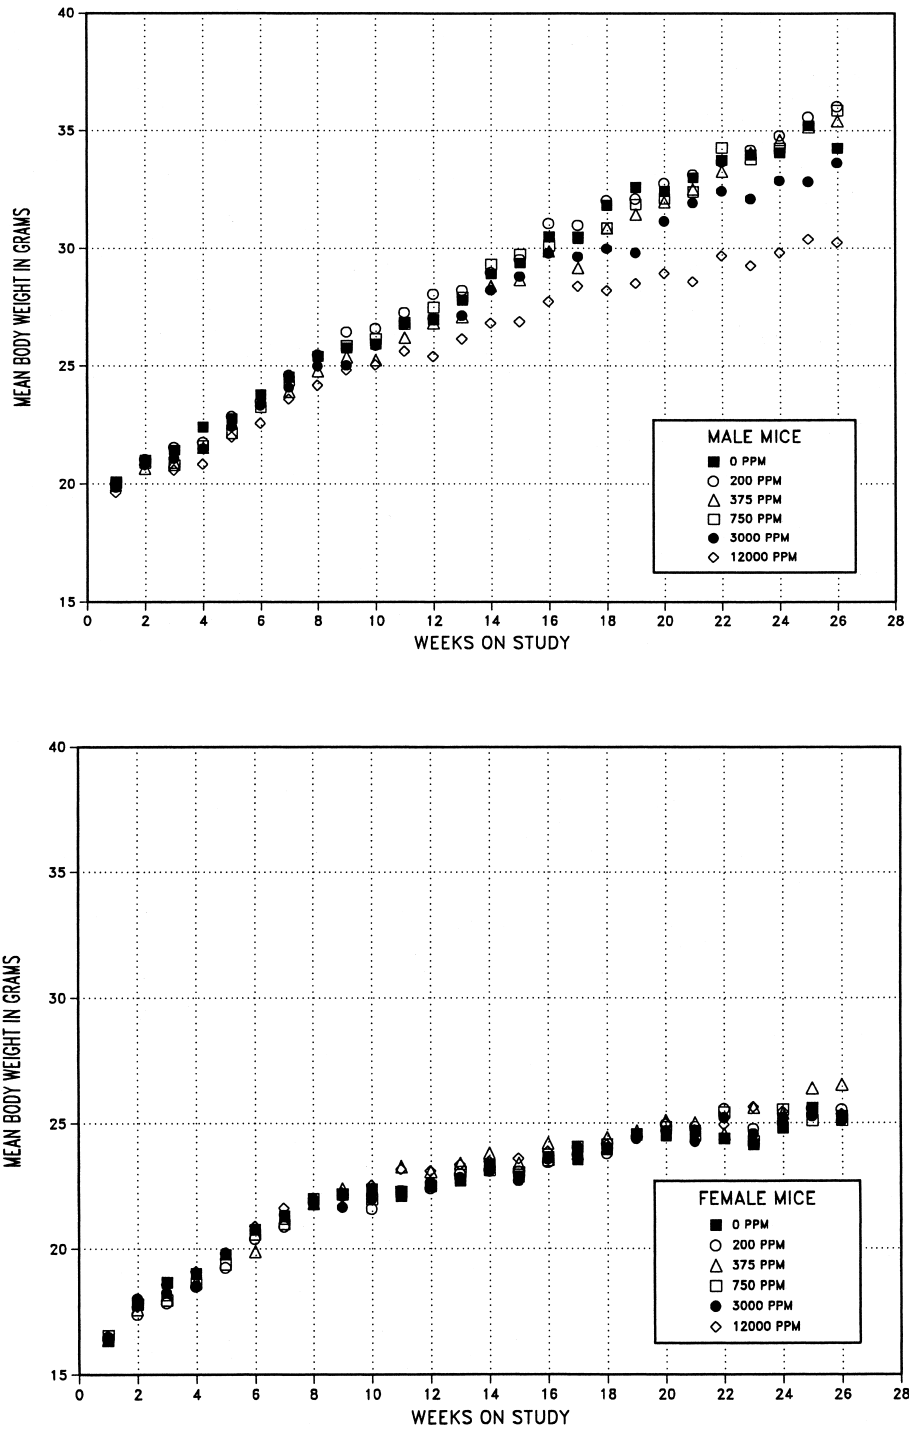 40
35
30
25
20
15
MEAN BODY WEIGHT IN GRAMS
MALE MICE
0 PPM
200 PPM
375 PPM
750 PPM
3000 PPM
12000 PPM
0 2 4 6 8 10 12 14 16 18 20 22 24 26 28
WEEKS ON STUDY
40
35
30
25
20
15
MEAN BODY WEIGHT IN GRAMS
FEMALE MICE
0 PPM
200 PPM
375 PPM
750 PPM
3000 PPM
12000 PPM
0 2 4 6 8 10 12 14 16 18 20 22 24 26 28
WEEKS ON STUDY